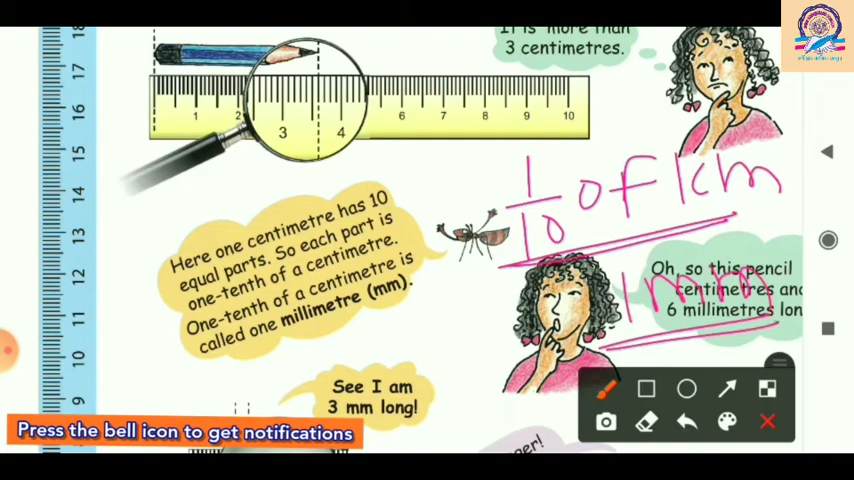 It is more than
3 centimetres.
18
17
16
15
14
13
12
11
10
9
1
2
3
4
6
7
8
9
10
1/10 of km
Here one centimetre has 10
equal parts. So each part is
one-tenth of a centimetre.
One-tenth of a centimetre is
called one millimetre (mm).
Oh, so this pencil
centimetres and
6 millimetres lon
1mm
See I am
3 mm long!
Press the bell icon to get notifications